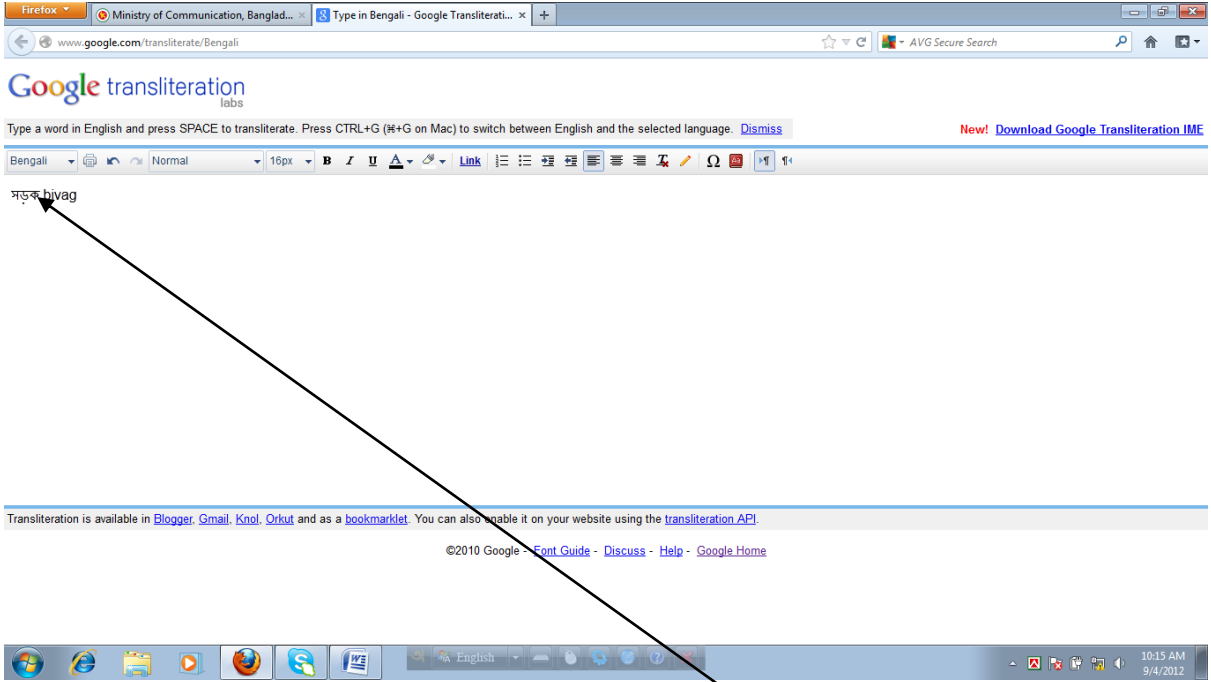 Firefox
Ministry of Communication, Banglad... Type in Bengali - Google Transliterati...
www.google.com/transliterate/Bengali
AVG Secure Search
Google transliteration
labs
Type a word in English and press SPACE to transliterate. Press CTRL+G (⌘+G on Mac) to switch between English and the selected language. Dismiss
New! Download Google Transliteration IME
Bengali Normal 16px B I U A Link Ω
সড়ক bivag
Transliteration is available in Blogger, Gmail, Knol, Orkut and as a bookmarklet. You can also enable it on your website using the transliteration API.
©2010 Google - Font Guide - Discuss - Help - Google Home
English
10:15 AM
9/4/2012